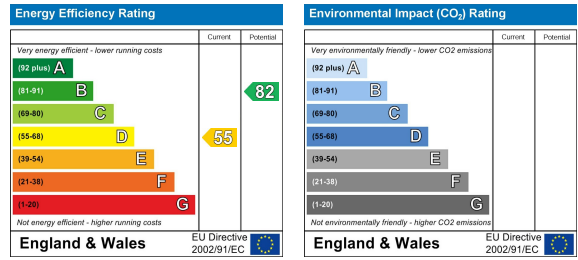 Energy Efficiency Rating
Current Potential
Very energy efficient - lower running costs
(92 plus) A
(81-91) B
(69-80) C
(55-68) D
(39-54) E
(21-38) F
(1-20) G
55
82
Not energy efficient - higher running costs
England & Wales
EU Directive
2002/91/EC
Environmental Impact (CO₂) Rating
Current Potential
Very environmentally friendly - lower CO2 emissions
(92 plus) A
(81-91) B
(69-80) C
(55-68) D
(39-54) E
(21-38) F
(1-20) G
Not environmentally friendly - higher CO2 emissions
England & Wales
EU Directive
2002/91/EC